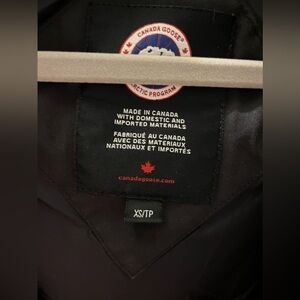 CANADA GOOSE
ARCTIC PROGRAM
MADE IN CANADA
WITH DOMESTIC AND
IMPORTED MATERIALS
FABRIQUÉ AU CANADA
AVEC DES MATERIAUX
NATIONAUX ET IMPORTÉS
canadagoose.com
XS/TP